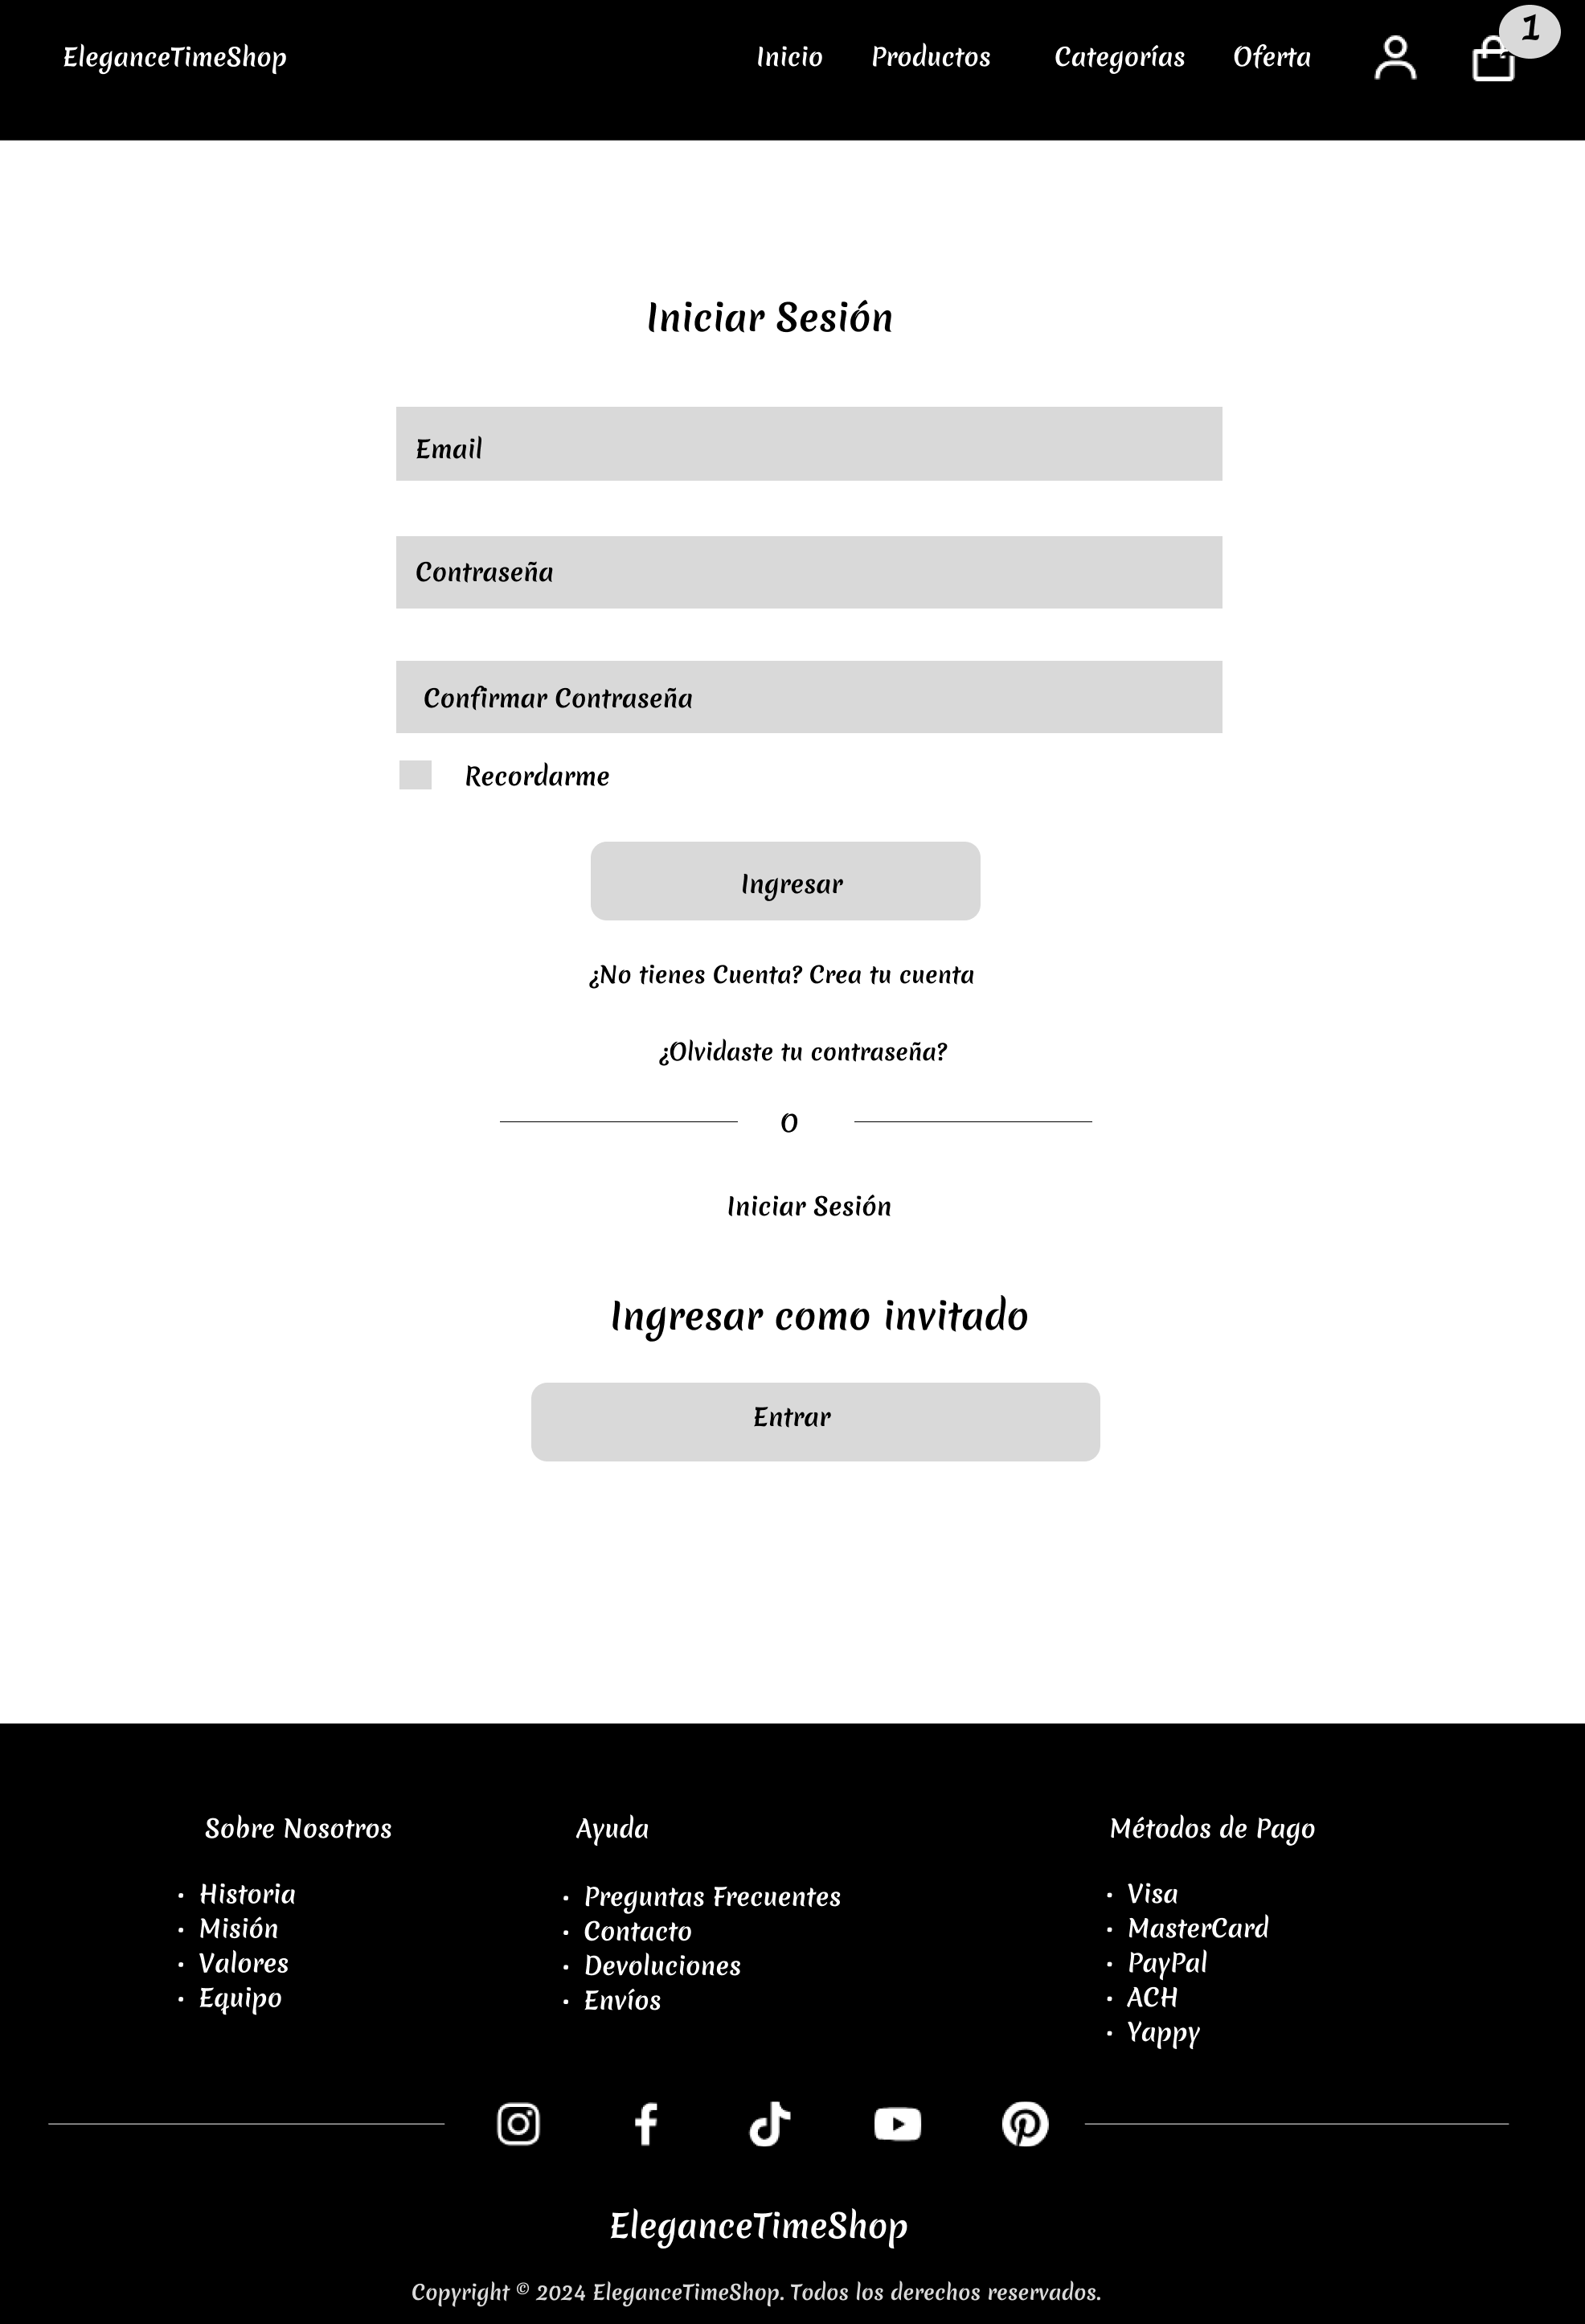 EleganceTimeShop
Inicio Productos Categorías Oferta
1
Iniciar Sesión
Email
Contraseña
Confirmar Contraseña
Recordarme
Ingresar
¿No tienes Cuenta? Crea tu cuenta
¿Olvidaste tu contraseña?
O
Iniciar Sesión
Ingresar como invitado
Entrar
Sobre Nosotros
• Historia
• Misión
• Valores
• Equipo
Ayuda
• Preguntas Frecuentes
• Contacto
• Devoluciones
• Envíos
Métodos de Pago
• Visa
• MasterCard
• PayPal
• ACH
• Yappy
EleganceTimeShop
Copyright © 2024 EleganceTimeShop. Todos los derechos reservados.